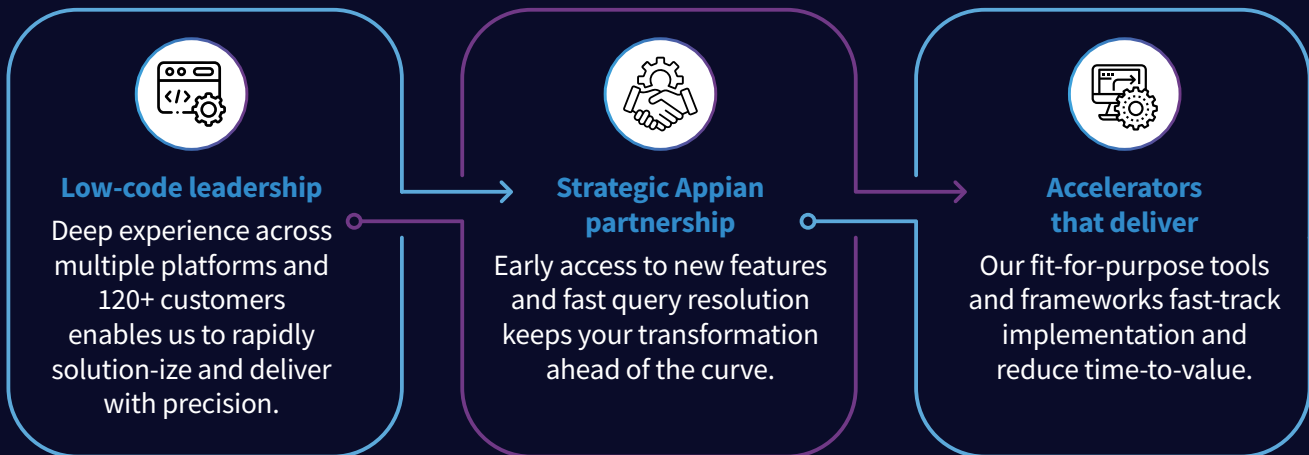 Low-code leadership
Deep experience across
multiple platforms and
120+ customers
enables us to rapidly
solution-ize and deliver
with precision.
Strategic Appian
partnership
Early access to new features
and fast query resolution
keeps your transformation
ahead of the curve.
Accelerators
that deliver
Our fit-for-purpose tools
and frameworks fast-track
implementation and
reduce time-to-value.